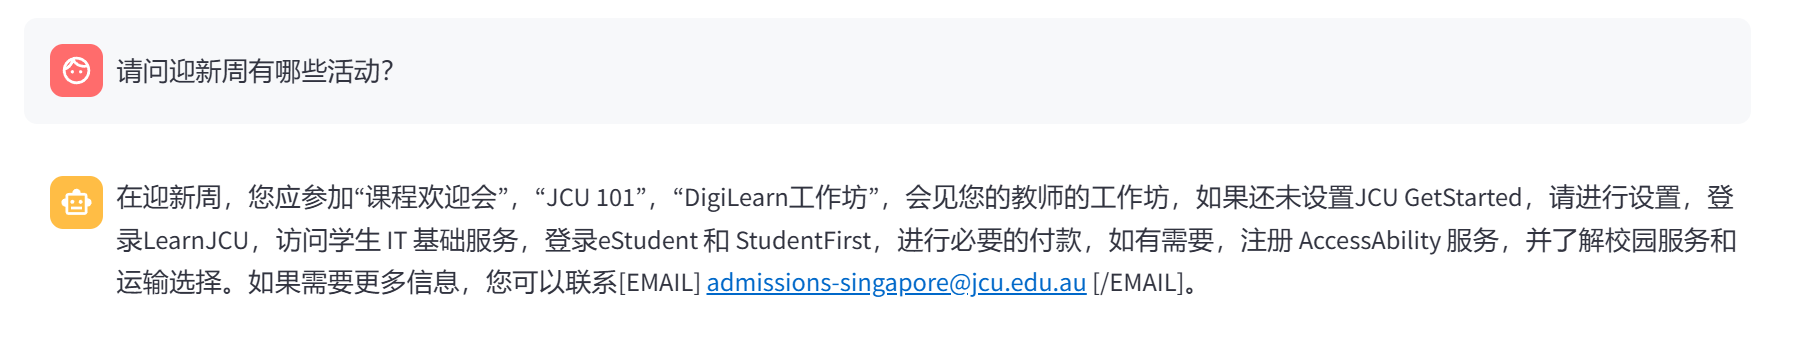 请问迎新周有哪些活动？
在迎新周，您应参加“课程欢迎会”，“JCU 101”，“DigiLearn工作坊”，会见您的教师的工作坊，如果还未设置JCU GetStarted，请进行设置，登
录LearnJCU，访问学生 IT 基础服务，登录eStudent 和 StudentFirst，进行必要的付款，如有需要，注册 AccessAbility 服务，并了解校园服务和
运输选择。如果需要更多信息，您可以联系[EMAIL] admissions-singapore@jcu.edu.au [/EMAIL]。